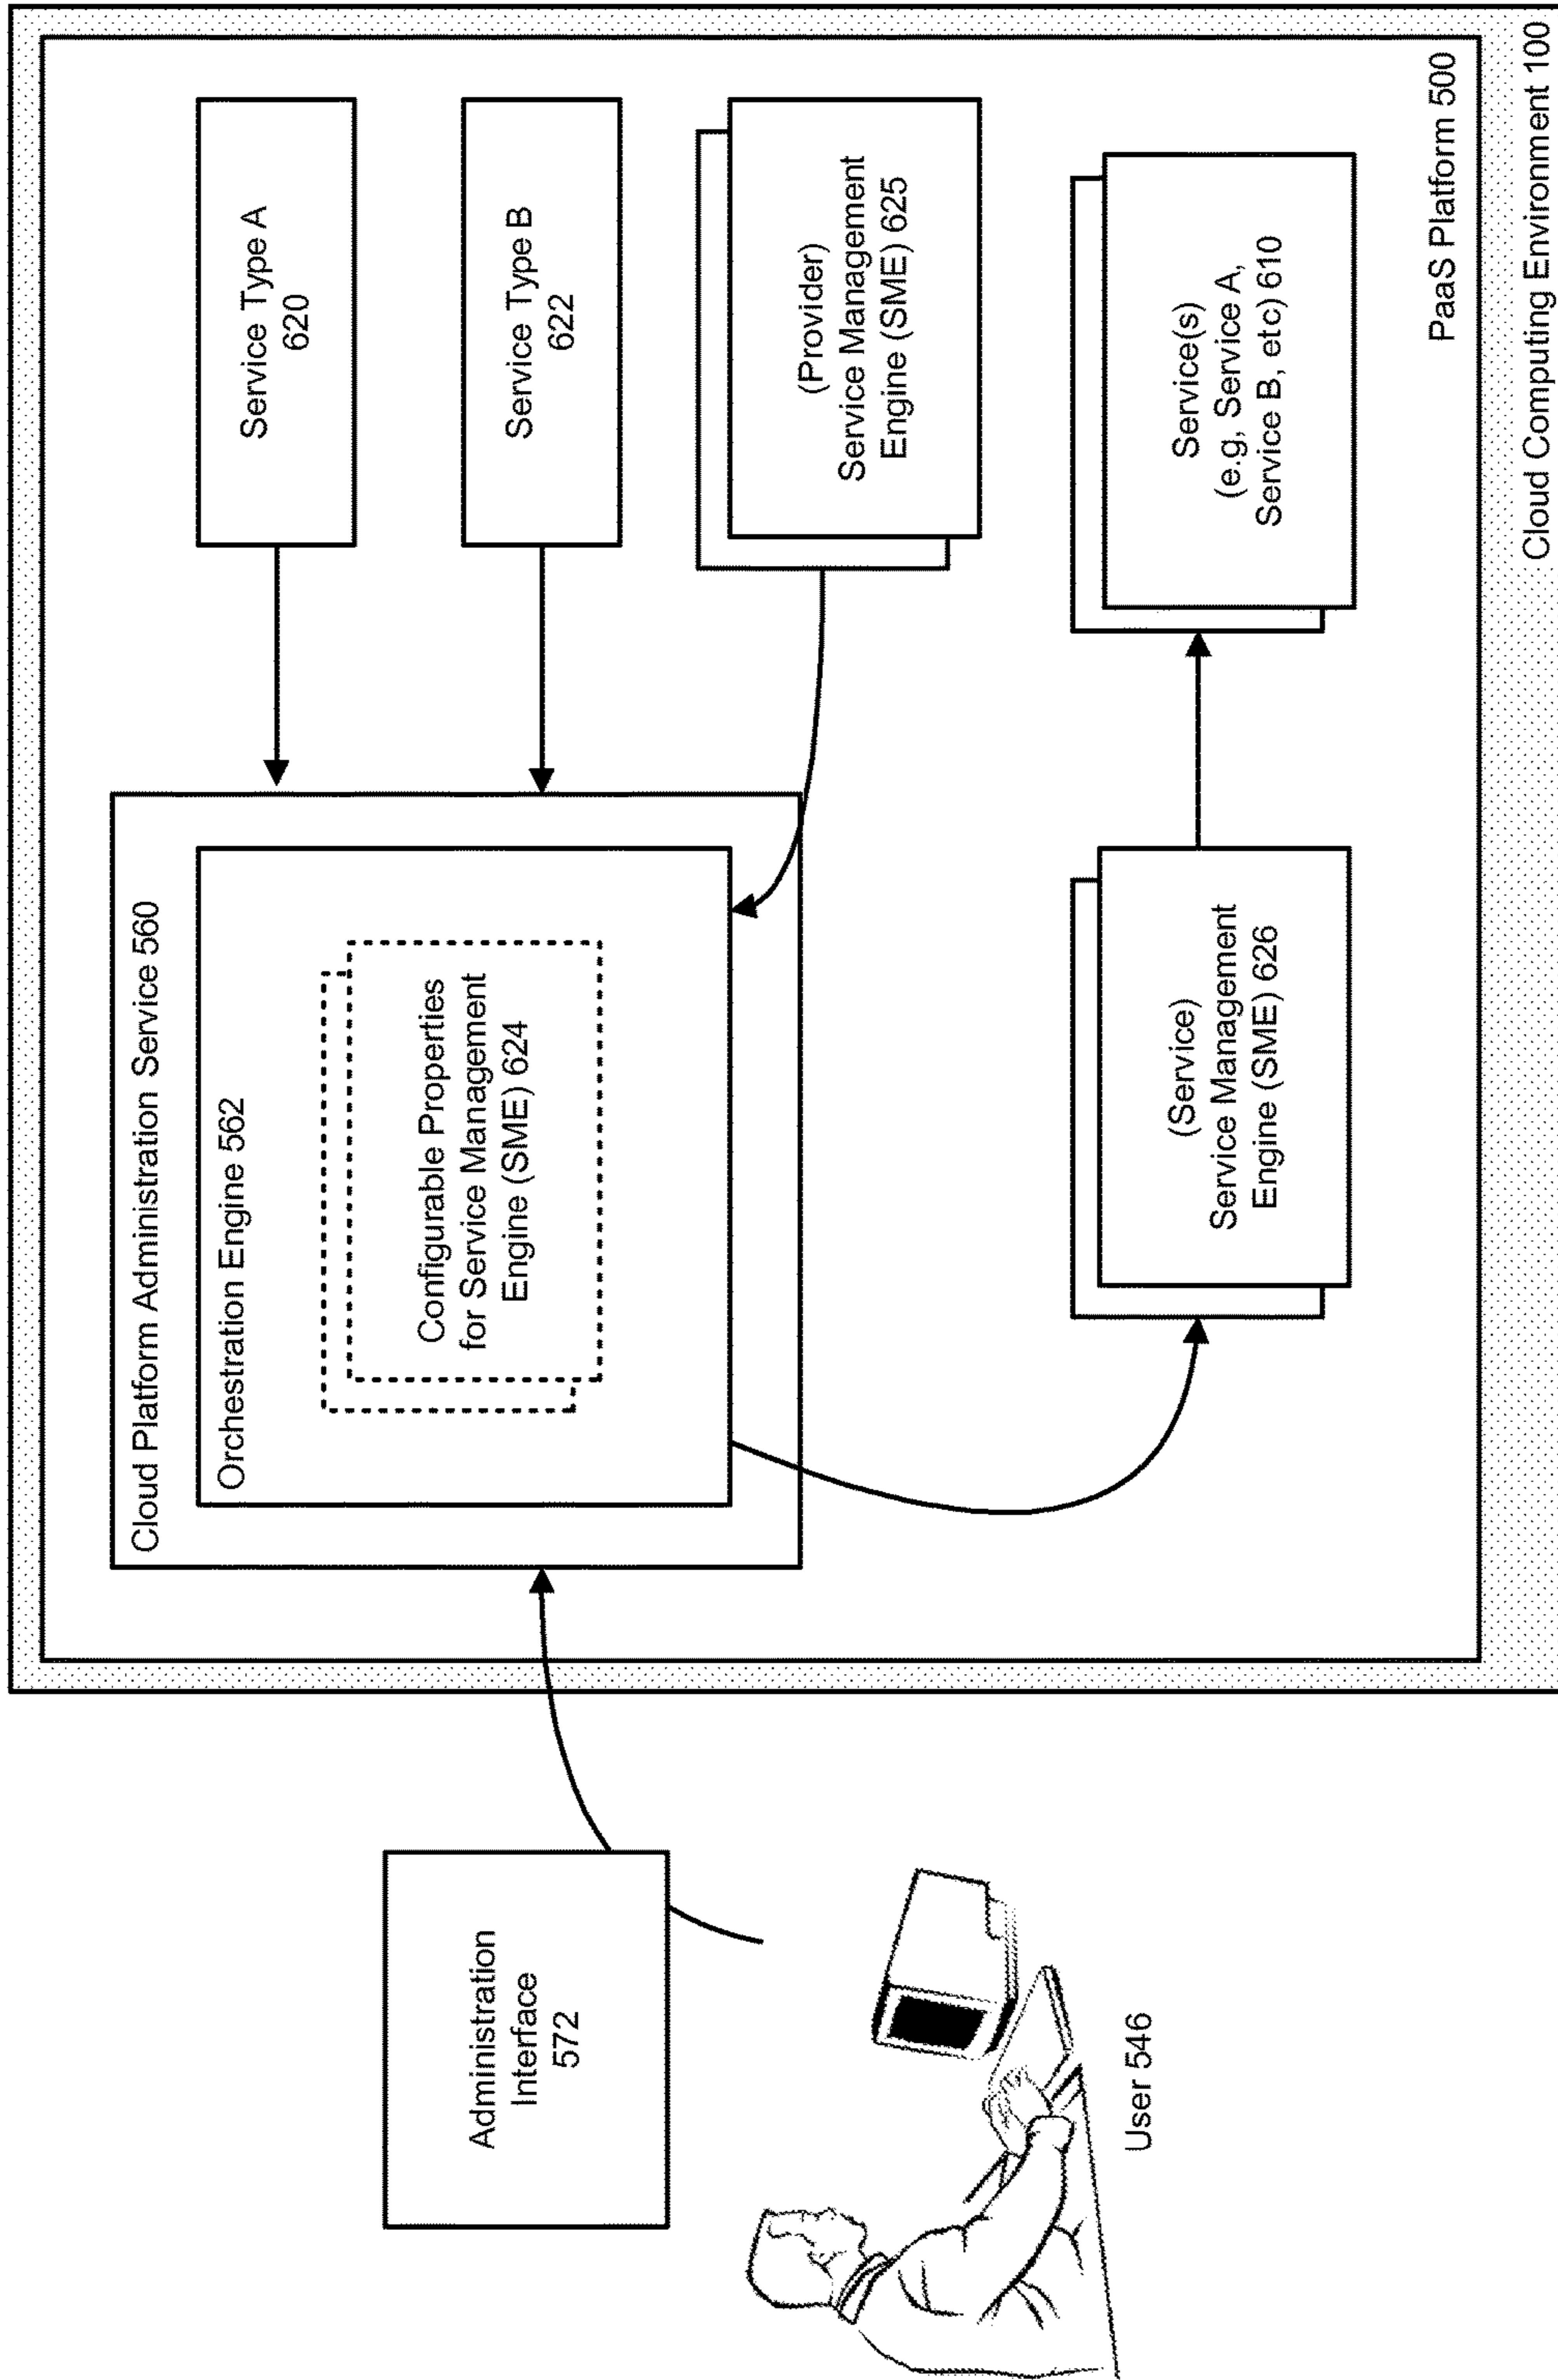 Cloud Platform Administration Service 560
Orchestration Engine 562
Configurable Properties
for Service Management
Engine (SME) 624
Service Type A
620
Service Type B
622
(Provider)
Service Management
Engine (SME) 625
Administration
Interface
572
User 546
(Service)
Service Management
Engine (SME) 626
Service(s)
(e.g, Service A,
Service B, etc) 610
PaaS Platform 500
Cloud Computing Environment 100